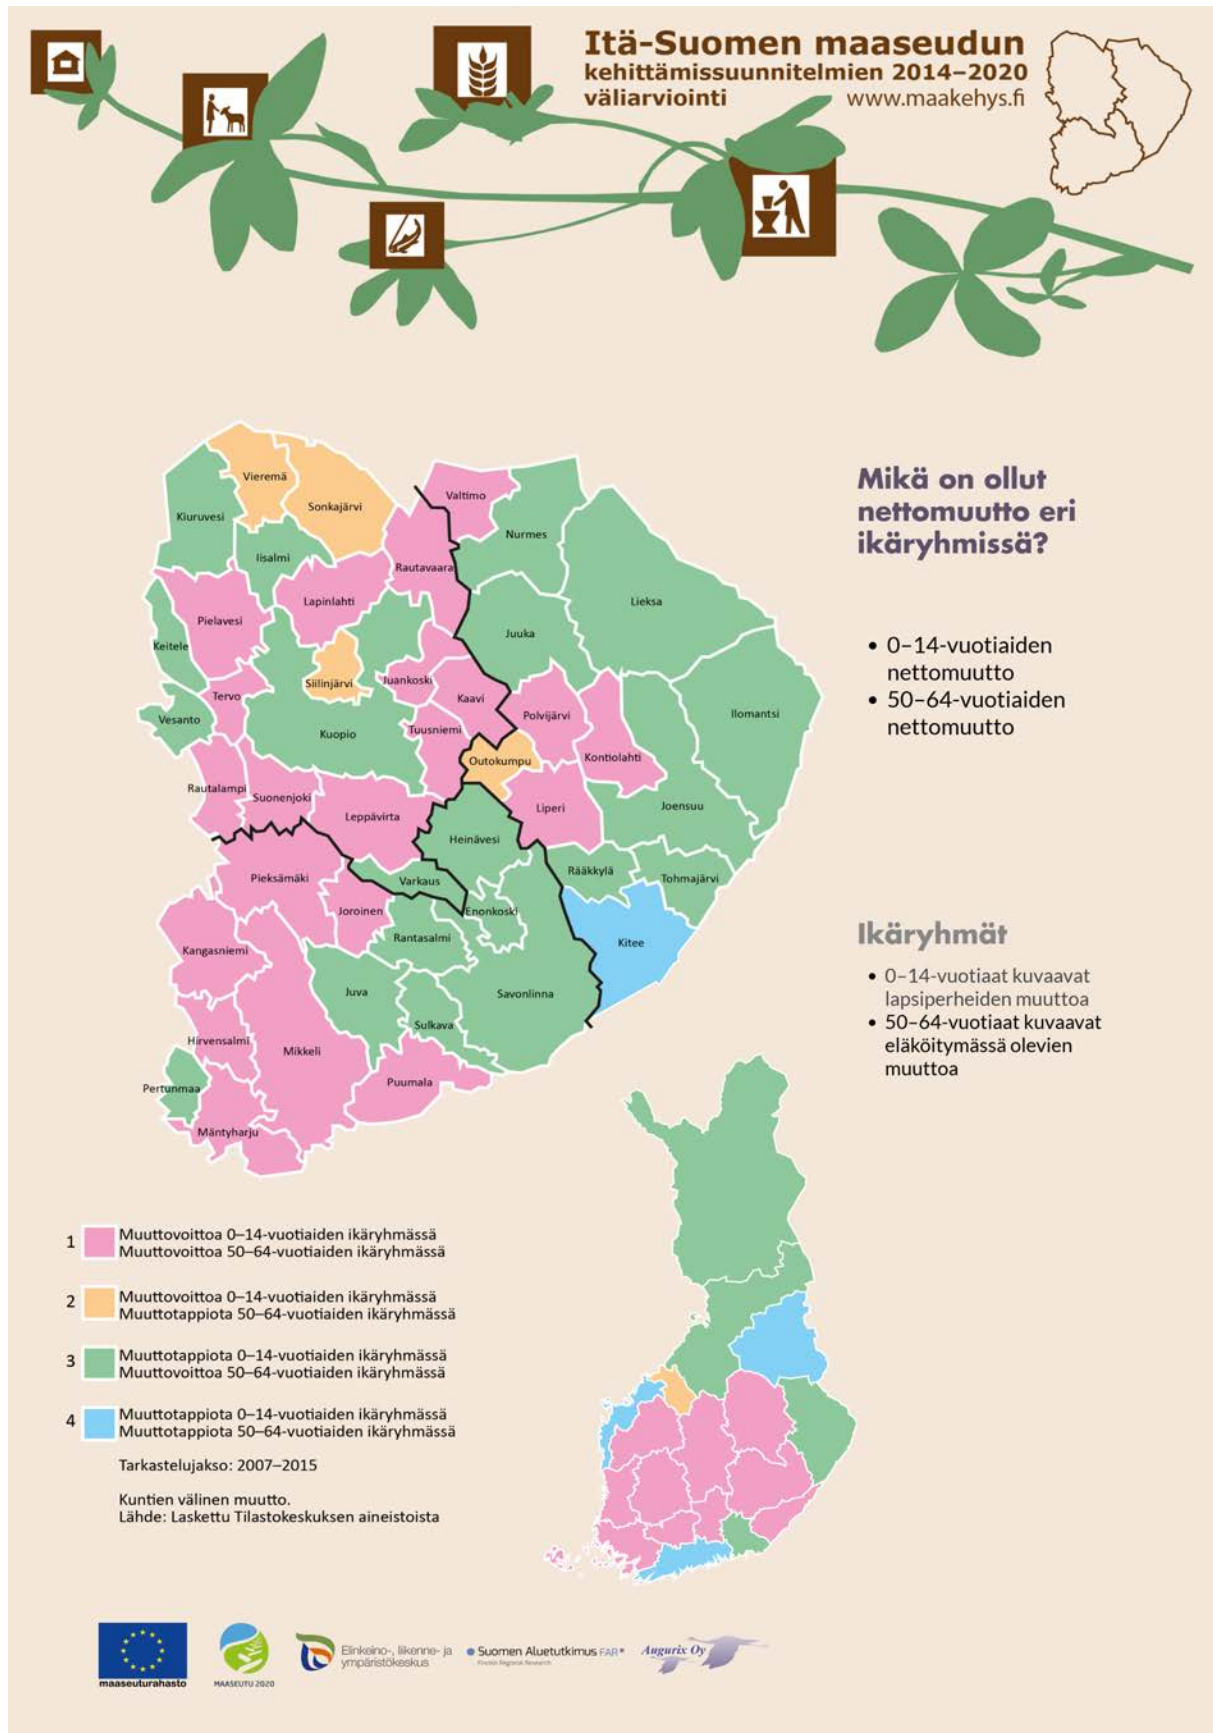 Itä-Suomen maaseudun
kehittämissuunnitelmien 2014–2020
väliarviointi www.maakehys.fi
Mikä on ollut
nettomuutto eri
ikäryhmissä?
• 0–14-vuotiaiden
nettomuutto
• 50–64-vuotiaiden
nettomuutto
Ikäryhmät
• 0–14-vuotiaat kuvaavat
lapsiperheiden muuttoa
• 50–64-vuotiaat kuvaavat
eläköitymässä olevien
muuttoa
Vieremä
Sonkajärvi
Kiuruvesi
Iisalmi
Valtimo
Nurmes
Rautavaara
Lapinlahti
Lieksa
Pielavesi
Juuka
Keitele
Siilinjärvi
Juankoski
Tervo
Kaavi
Vesanto
Polvijärvi
Ilomantsi
Kuopio
Tuusniemi
Outokumpu
Kontiolahti
Rautalampi
Suonenjoki
Leppävirta
Liperi
Joensuu
Heinävesi
Pieksämäki
Varkaus
Rääkkylä
Tohmajärvi
Joroinen
Enonkoski
Rantasalmi
Kitee
Kangasniemi
Juva
Savonlinna
Sulkava
Hirvensalmi
Mikkeli
Puumala
Pertunmaa
Mäntyharju
1 Muuttovoittoa 0–14-vuotiaiden ikäryhmässä
Muuttovoittoa 50–64-vuotiaiden ikäryhmässä
2 Muuttovoittoa 0–14-vuotiaiden ikäryhmässä
Muuttotappiota 50–64-vuotiaiden ikäryhmässä
3 Muuttotappiota 0–14-vuotiaiden ikäryhmässä
Muuttovoittoa 50–64-vuotiaiden ikäryhmässä
4 Muuttotappiota 0–14-vuotiaiden ikäryhmässä
Muuttotappiota 50–64-vuotiaiden ikäryhmässä
Tarkastelujakso: 2007–2015
Kuntien välinen muutto.
Lähde: Laskettu Tilastokeskuksen aineistoista
maaseuturahasto
MAASEUTU 2020
Elinkeino-, liikenne- ja
ympäristökeskus
Suomen Aluetutkimus FAR*
Finnish Regional Research
Augurix Oy